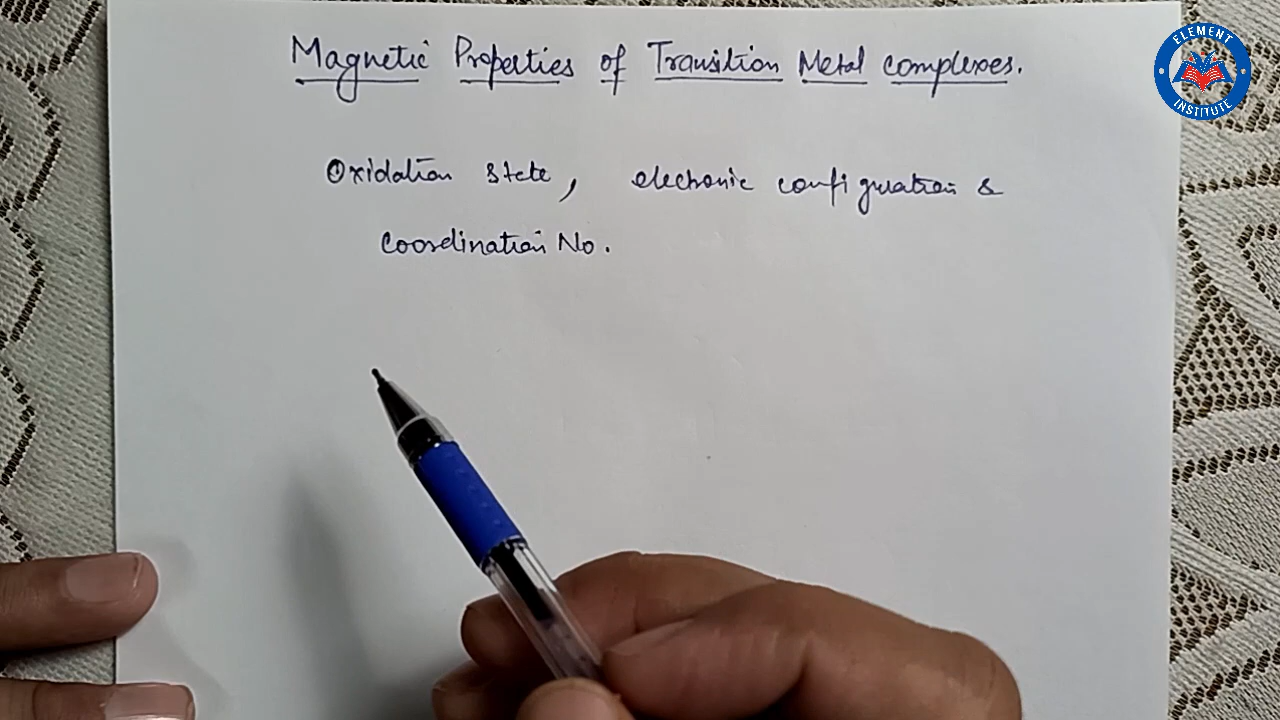 Magnetic Properties of Transition Metal complexes.
Oxidation state, electronic configuration &
Coordination No.
ELEMENT
INSTITUTE